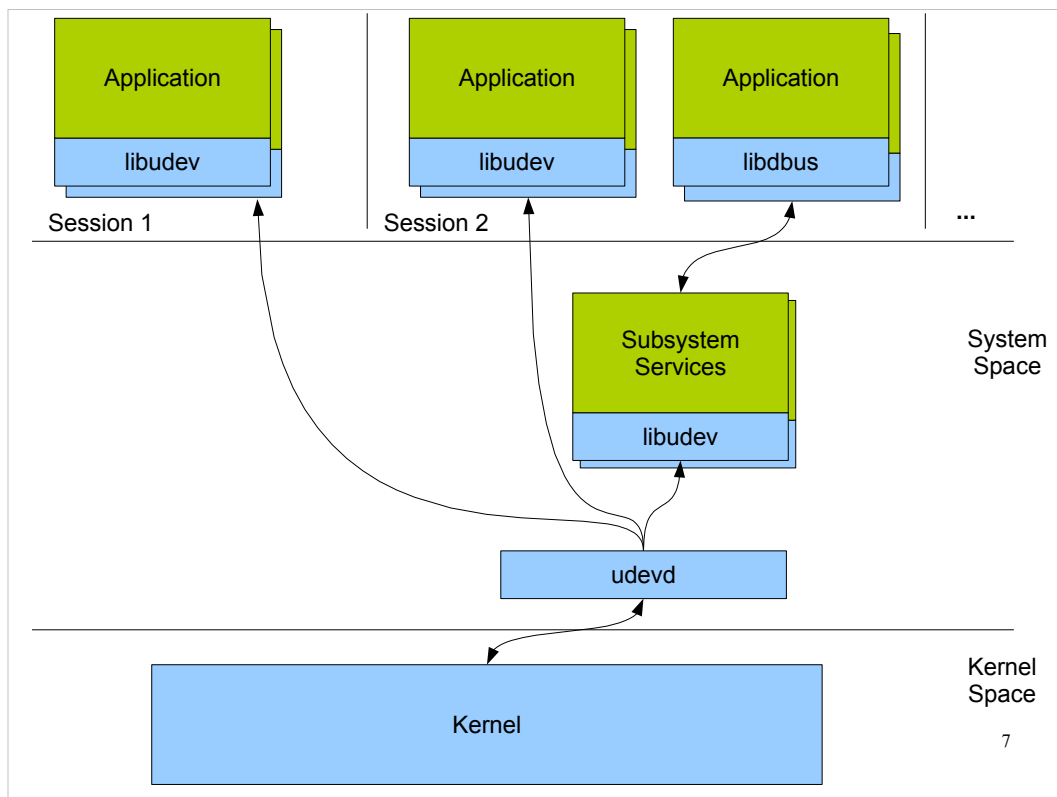 Application
Application
Application
libudev
libudev
libdbus
Session 1
Session 2
...
Subsystem
Services
System
Space
libudev
udevd
Kernel
Space
Kernel
7